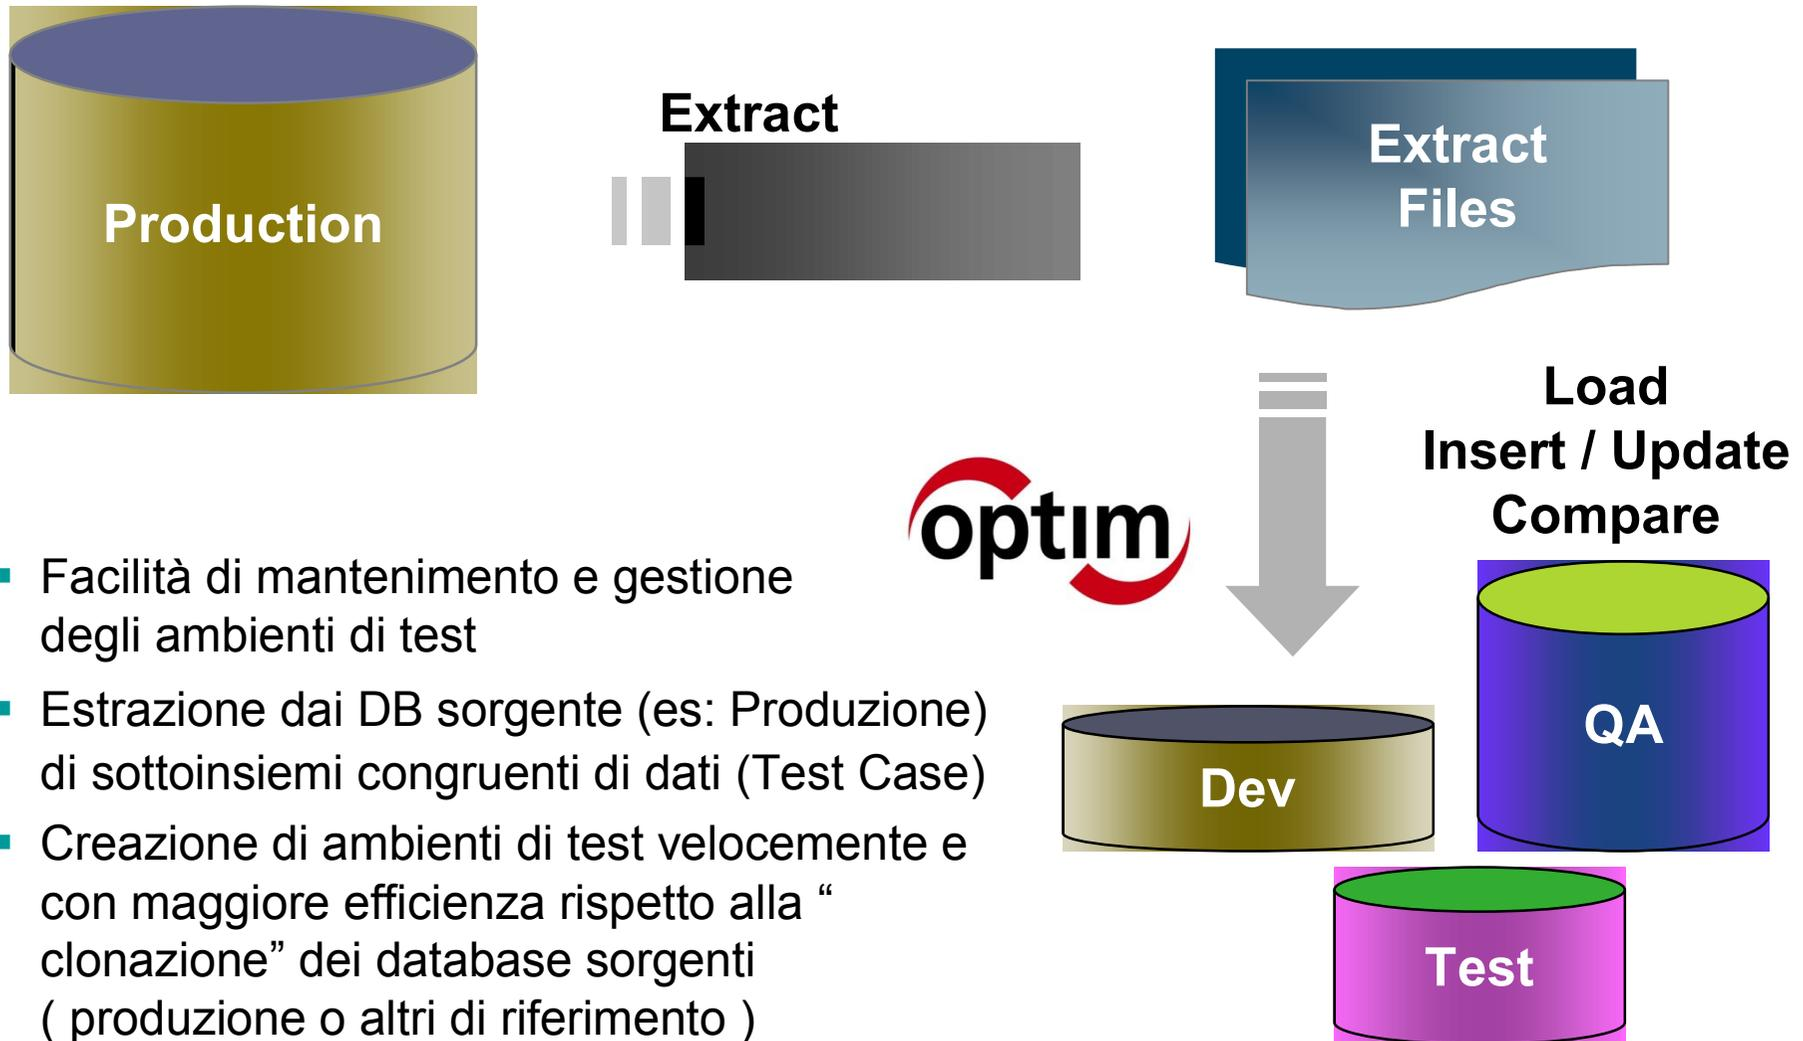 Production
Extract
Extract
Files
Load
Insert / Update
Compare
optim
Facilità di mantenimento e gestione
degli ambienti di test
Estrazione dai DB sorgente (es: Produzione)
di sottoinsiemi congruenti di dati (Test Case)
Creazione di ambienti di test velocemente e
con maggiore efficienza rispetto alla “
clonazione” dei database sorgenti
( produzione o altri di riferimento )
QA
Dev
Test